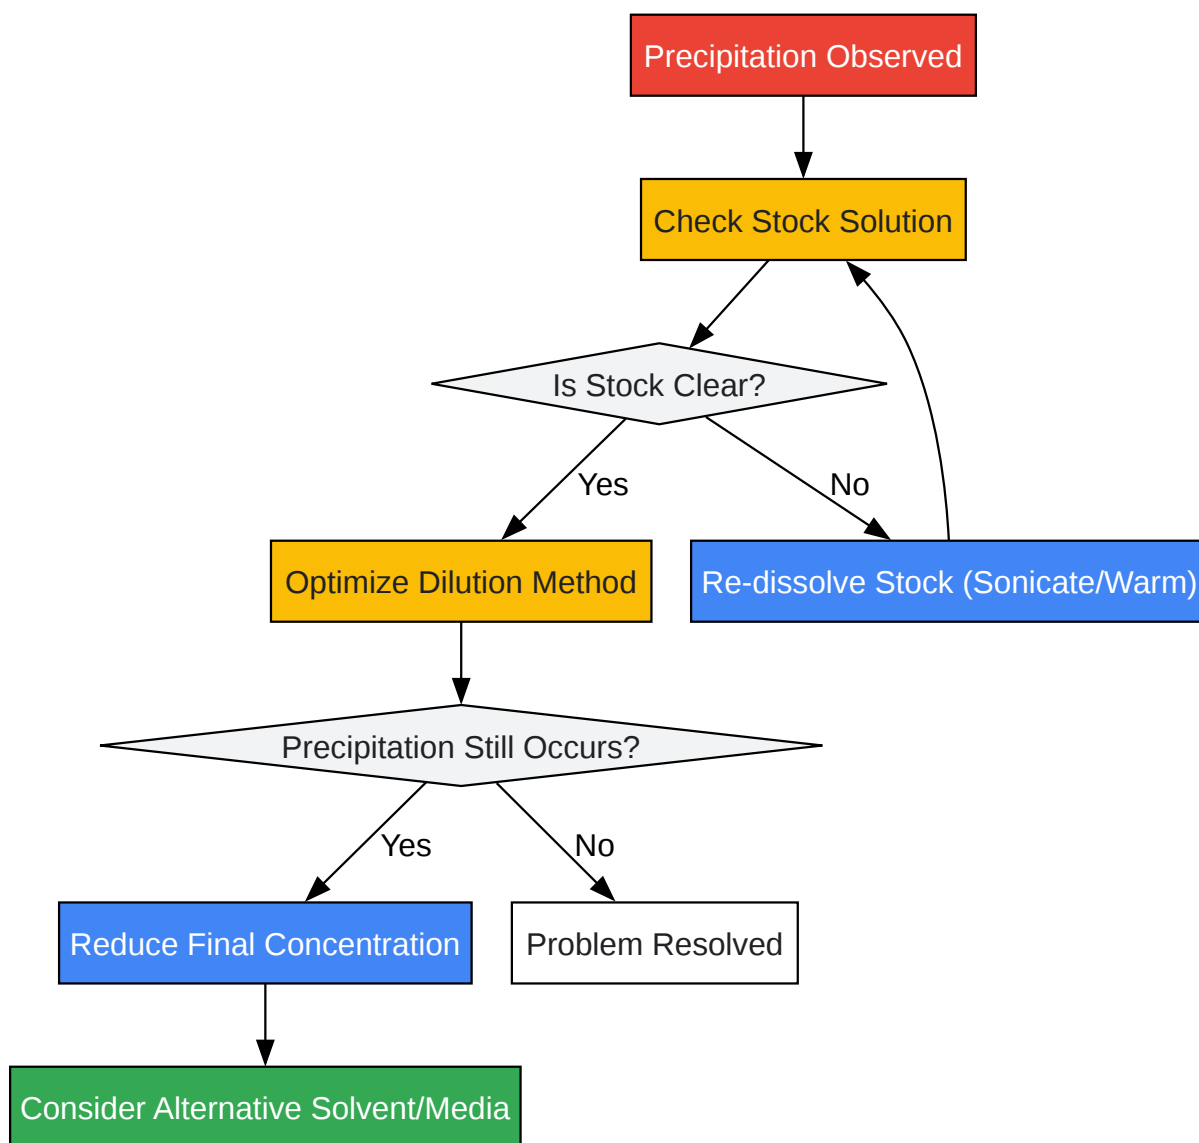 Precipitation Observed
Check Stock Solution
Is Stock Clear?
Yes
No
Optimize Dilution Method
Re-dissolve Stock (Sonicate/Warm)
Precipitation Still Occurs?
Yes
No
Reduce Final Concentration
Problem Resolved
Consider Alternative Solvent/Media